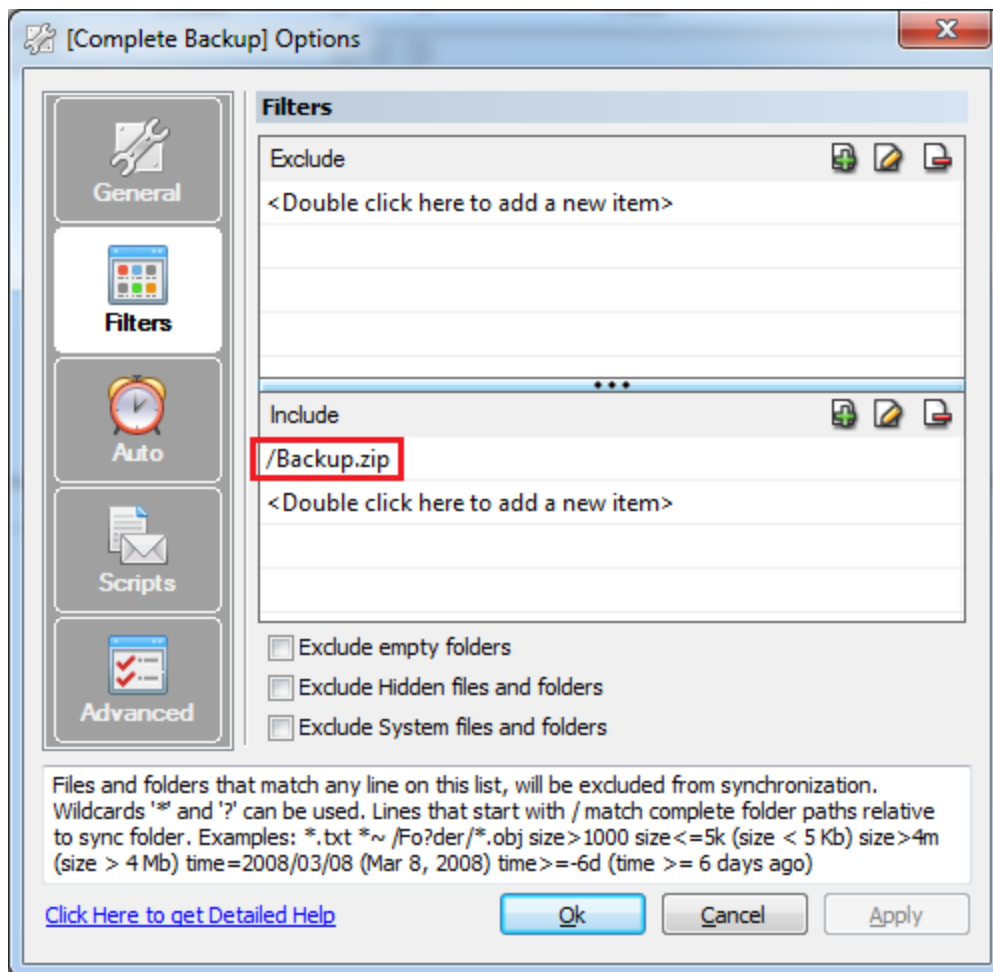 [Complete Backup] Options
General
Filters
Auto
Scripts
Advanced
Filters
Exclude
<Double click here to add a new item>
Include
/Backup.zip
<Double click here to add a new item>
Exclude empty folders
Exclude Hidden files and folders
Exclude System files and folders
Files and folders that match any line on this list, will be excluded from synchronization.
Wildcards '*' and '?' can be used. Lines that start with / match complete folder paths relative
to sync folder. Examples: *.txt *~ /Fo?der/*.obj size>1000 size<=5k (size < 5 Kb) size>4m
(size > 4 Mb) time=2008/03/08 (Mar 8, 2008) time>=-6d (time >= 6 days ago)
Click Here to get Detailed Help
Ok
Cancel
Apply